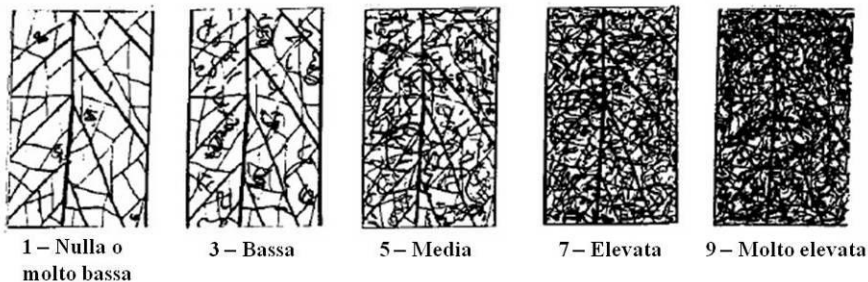 1 – Nulla o
molto bassa
3 – Bassa
5 – Media
7 – Elevata
9 – Molto elevata